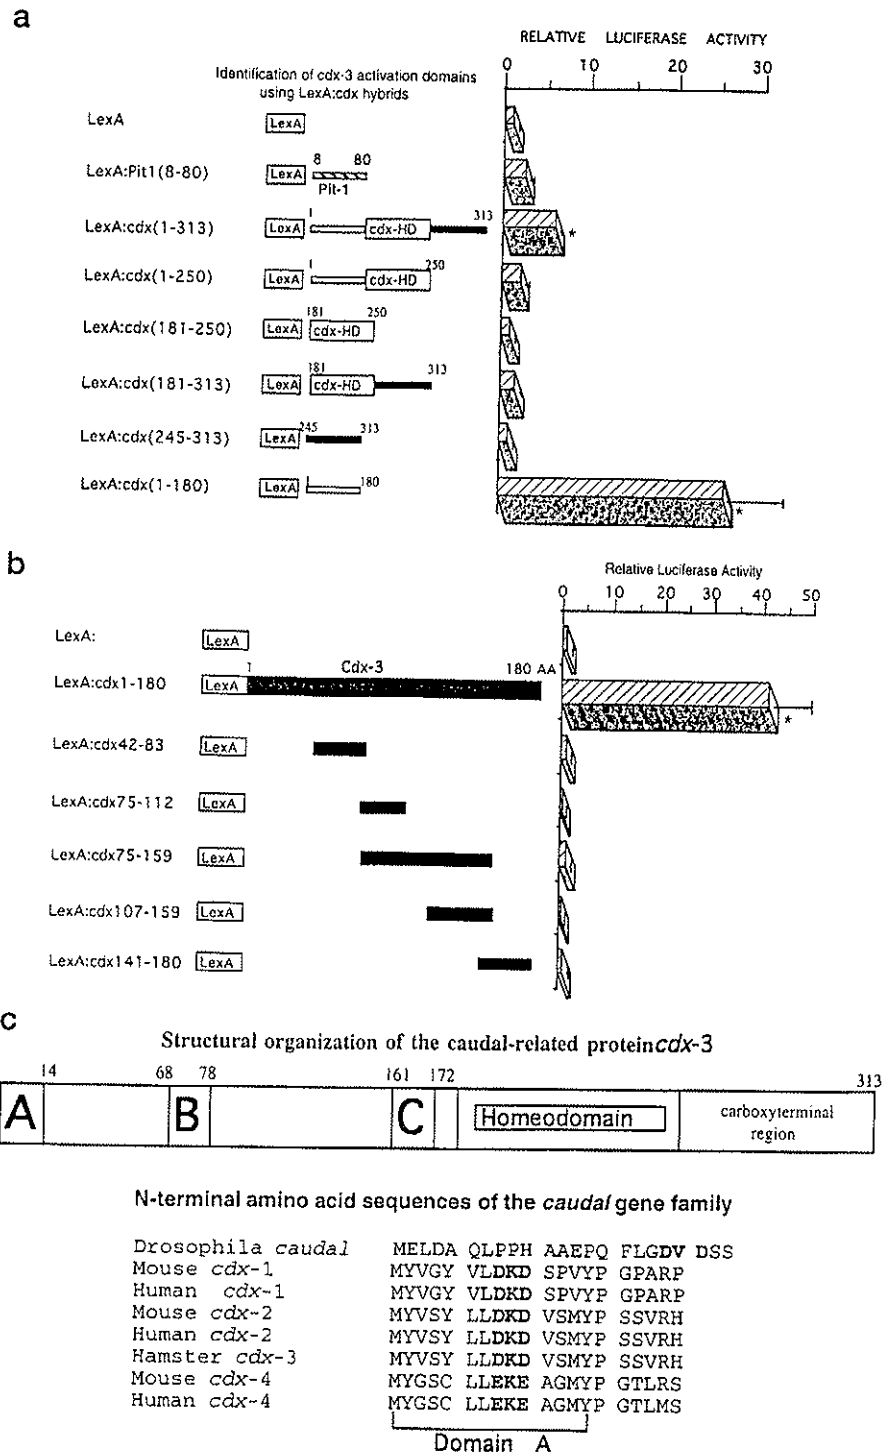 a
RELATIVE LUCIFERASE ACTIVITY
Identification of cdx-3 activation domains
using LexA:cdx hybrids
0 10 20 30
LexA LexA
LexA:Pit1(8-80) LexA 8 80 Pit-1
LexA:cdx(1-313) LexA 1 cdx-HD 313 *
LexA:cdx(1-250) LexA 1 cdx-HD 250
LexA:cdx(181-250) LexA 181 cdx-HD 250
LexA:cdx(181-313) LexA 181 cdx-HD 313
LexA:cdx(245-313) LexA 245 313
LexA:cdx(1-180) LexA 1 180 *
b
Relative Luciferase Activity
0 10 20 30 40 50
LexA: LexA
LexA:cdx1-180 LexA 1 Cdx-3 180 AA *
LexA:cdx42-83 LexA
LexA:cdx75-112 LexA
LexA:cdx75-159 LexA
LexA:cdx107-159 LexA
LexA:cdx141-180 LexA
c
Structural organization of the caudal-related protein cdx-3
14 68 78 161 172 313
A B C Homeodomain carboxyterminal
region
N-terminal amino acid sequences of the caudal gene family
Drosophila caudal MELDA QLPPH AAEPQ FLGDV DSS
Mouse cdx-1 MYVGY VLDKD SPVYP GPARP
Human cdx-1 MYVGY VLDKD SPVYP GPARP
Mouse cdx-2 MYVSY LLDKD VSMYP SSVRH
Human cdx-2 MYVSY LLDKD VSMYP SSVRH
Hamster cdx-3 MYVSY LLDKD VSMYP SSVRH
Mouse cdx-4 MYGSC LLEKE AGMYP GTLRS
Human cdx-4 MYGSC LLEKE AGMYP GTLMS
Domain A